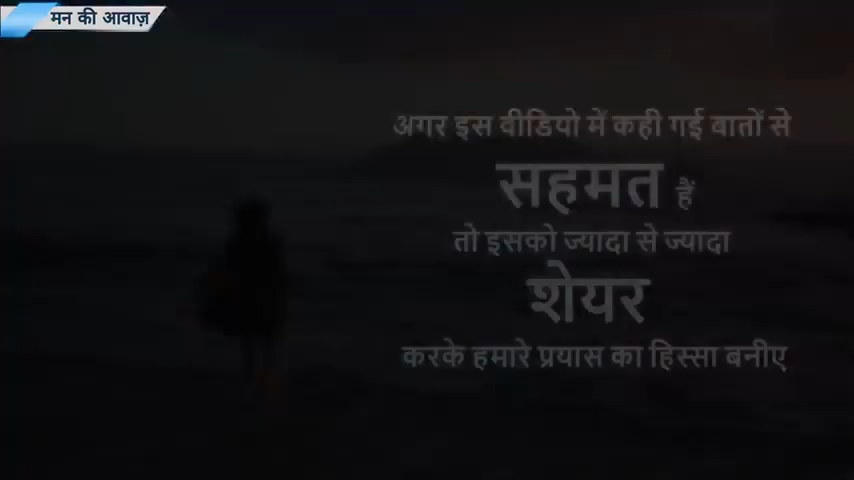 मन की आवाज़
अगर इस वीडियो में कही गई बातों से
सहमत हैं
तो इसको ज्यादा से ज्यादा
शेयर
करके हमारे प्रयास का हिस्सा बनीए